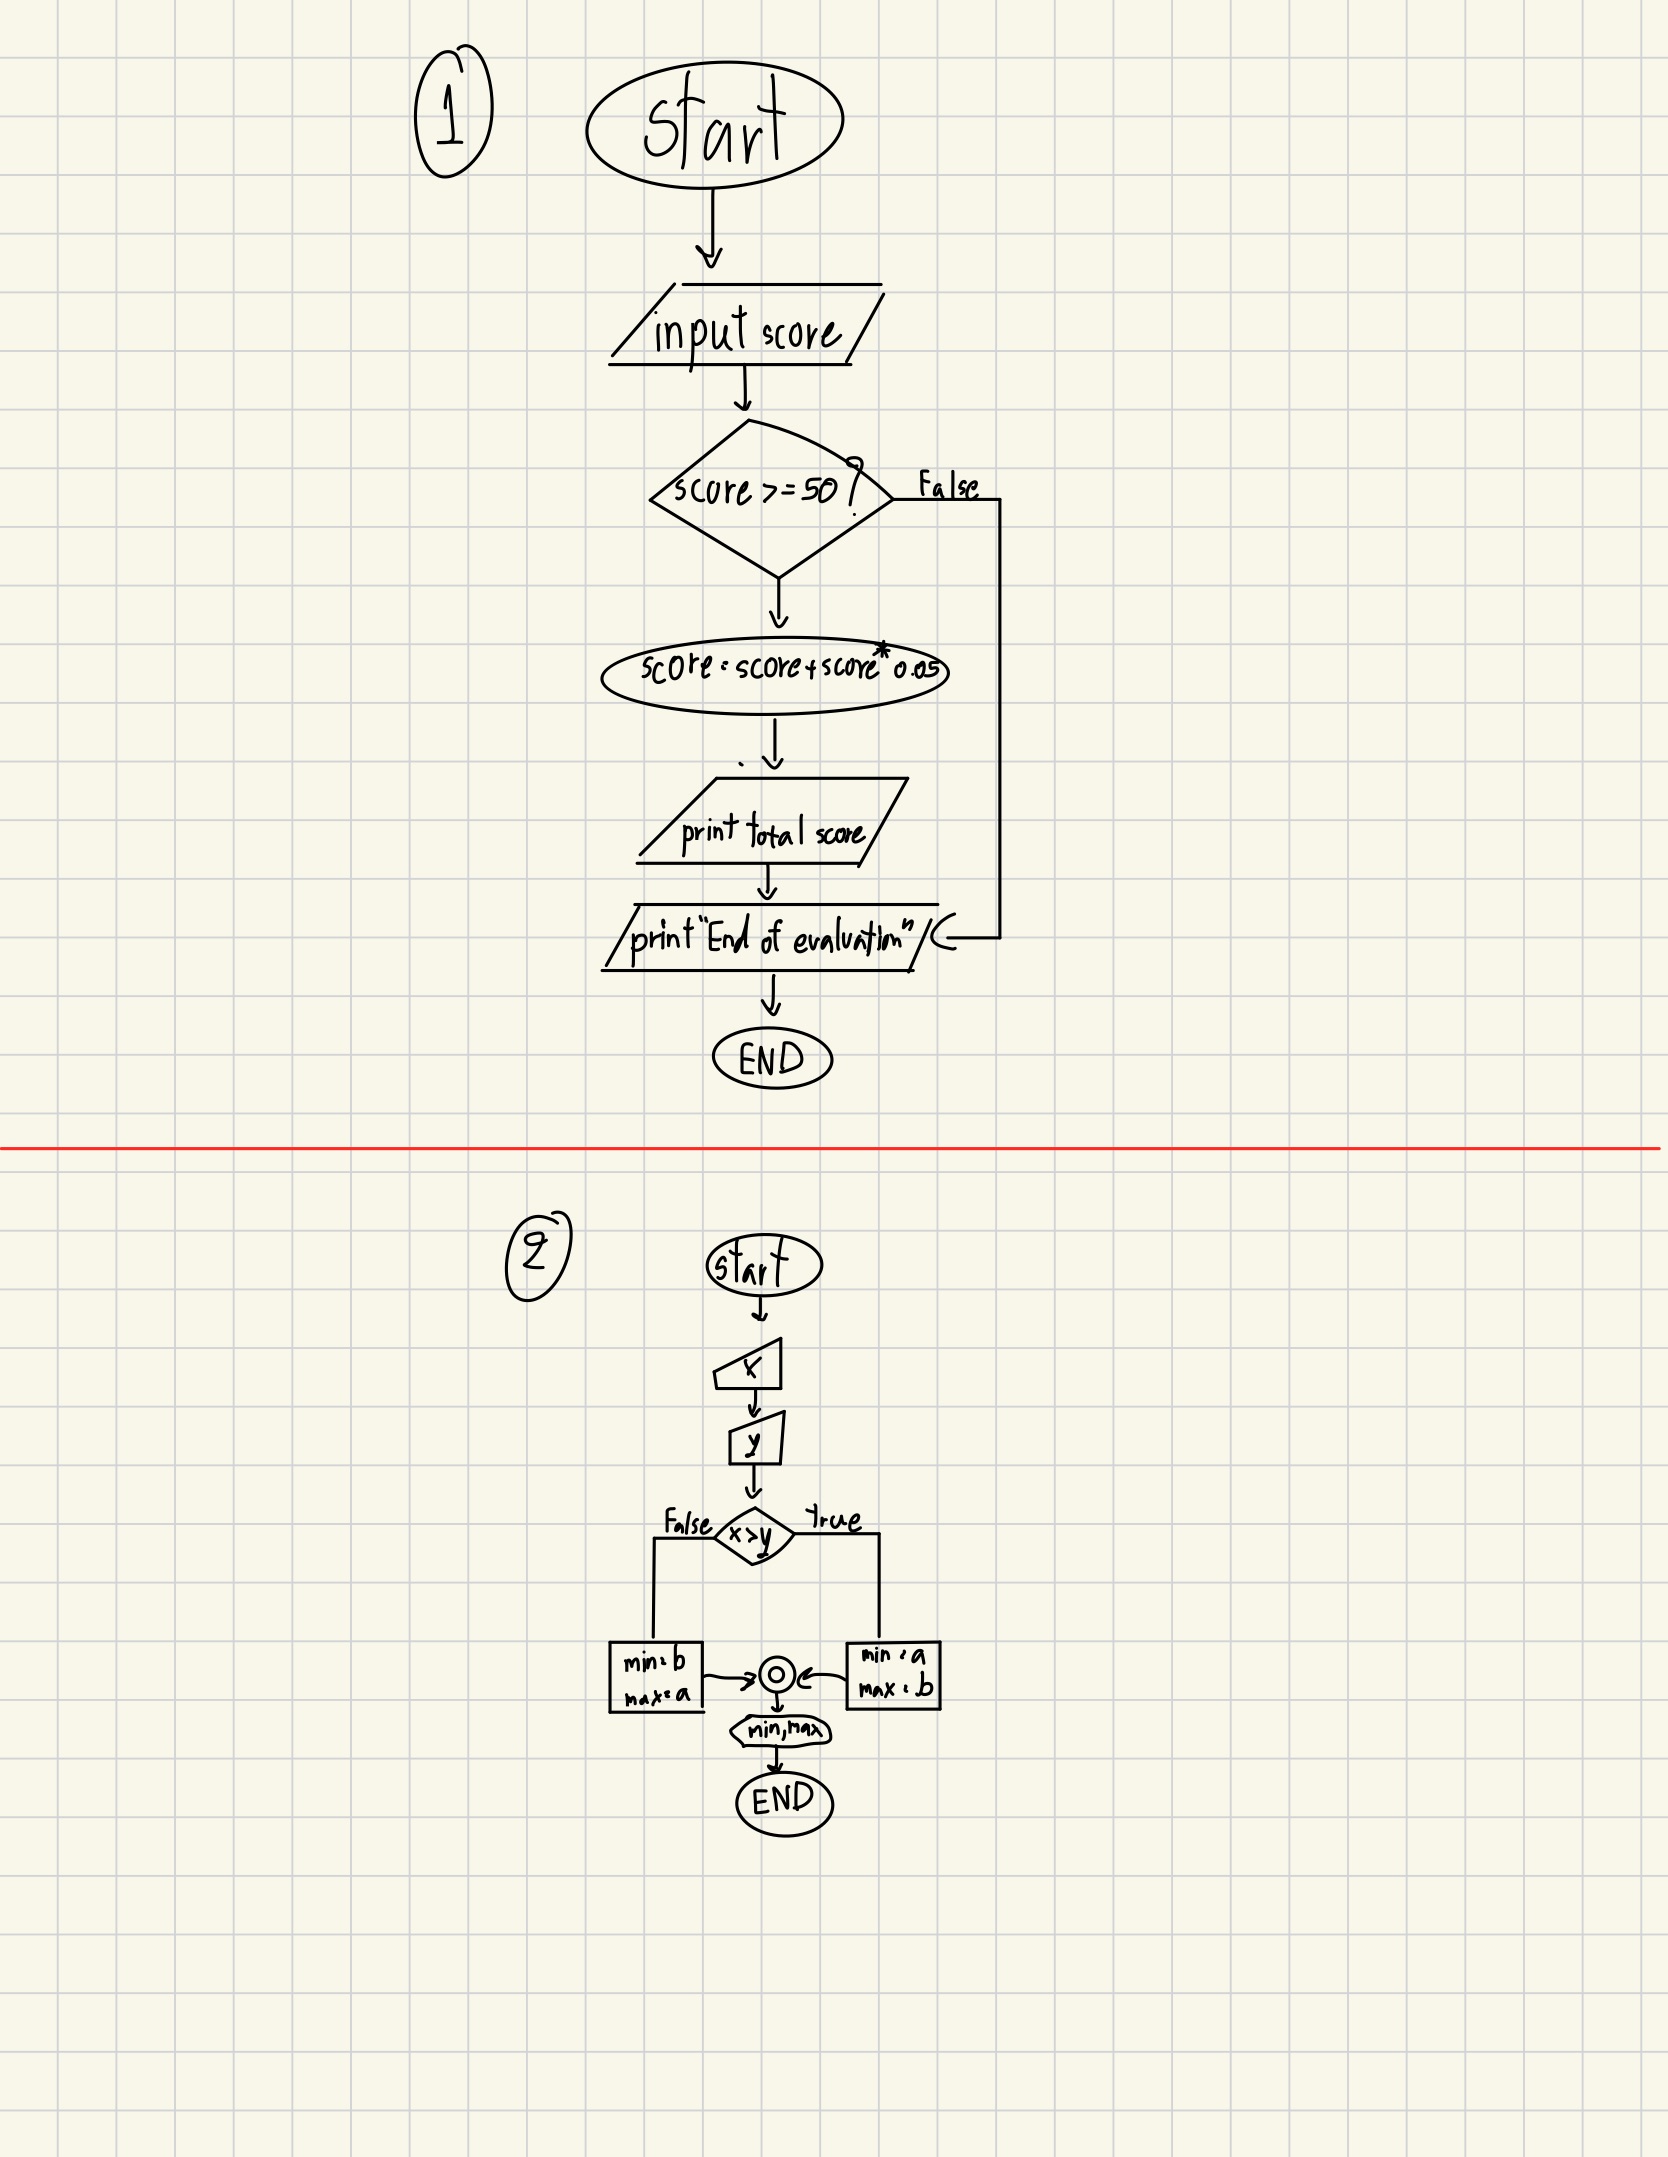 1
start
input score
score >= 50 ?
False
score = score + score * 0.05
print total score
print "End of evaluation"
END
2
start
x
y
False
x > y
true
min = b
max = a
min = a
max = b
min, max
END